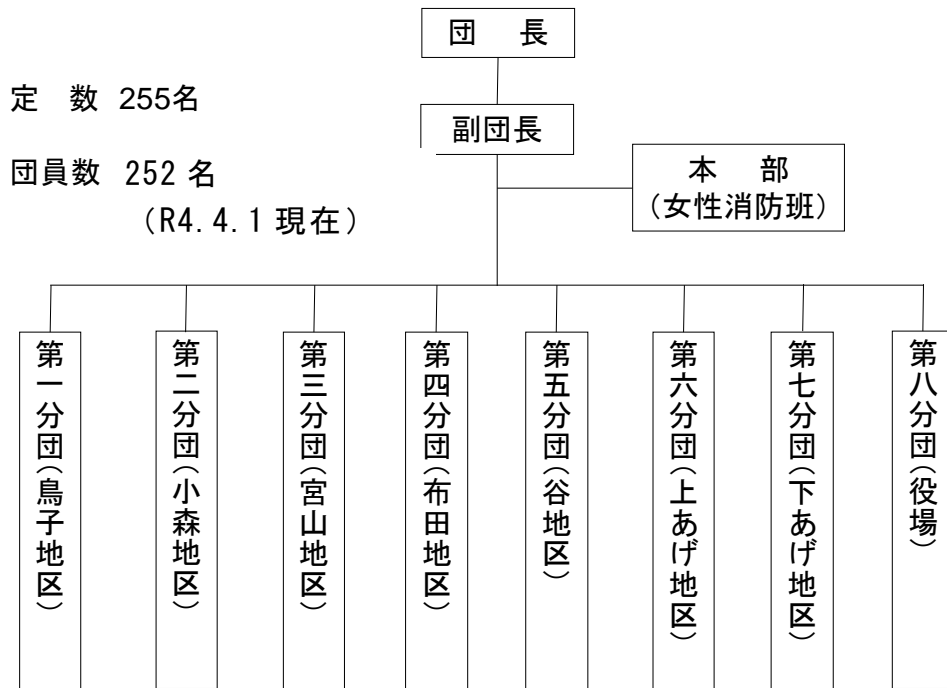 団　長
定　数 255名
副団長
団員数 252 名
（R4.4.1 現在）
本　部
（女性消防班）
第一分団（鳥子地区）
第二分団（小森地区）
第三分団（宮山地区）
第四分団（布田地区）
第五分団（谷地区）
第六分団（上あげ地区）
第七分団（下あげ地区）
第八分団（役場）